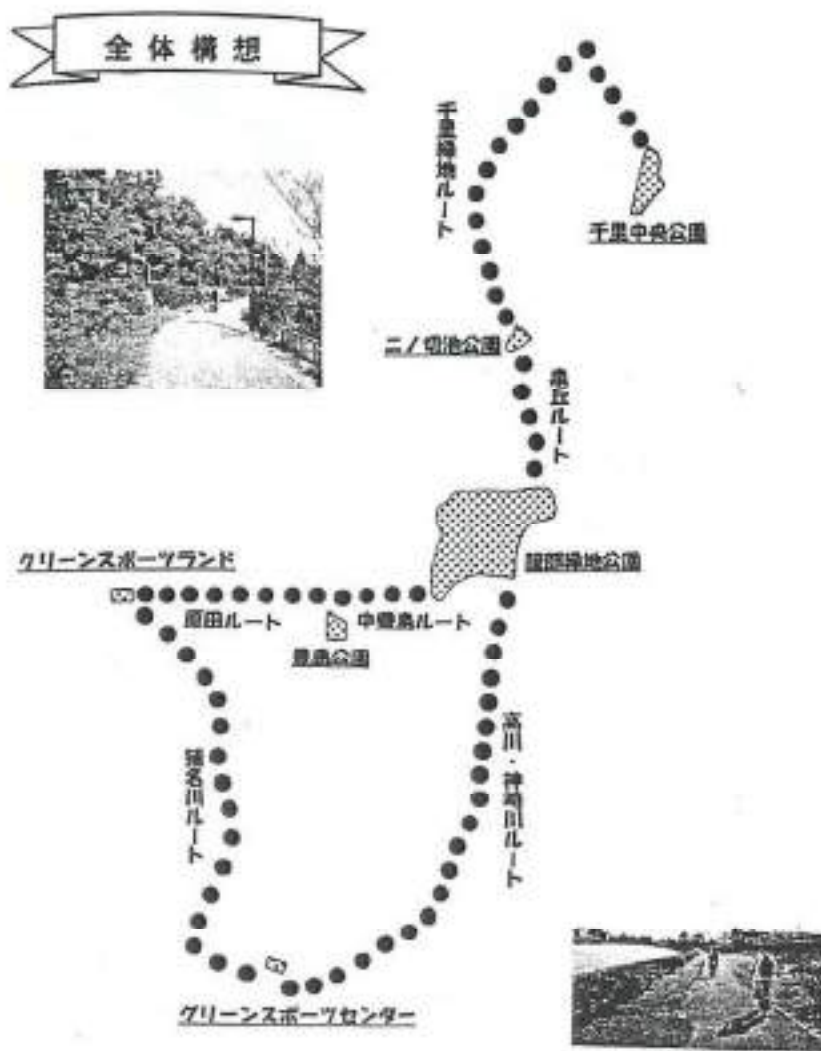 全体構想
千里緑地ルート
千里中央公園
二ノ切池公園
亀丘ルート
服部緑地公園
グリーンスポーツランド
原田ルート
中豊島ルート
豊島公園
猪名川ルート
高川・神崎川ルート
グリーンスポーツセンター